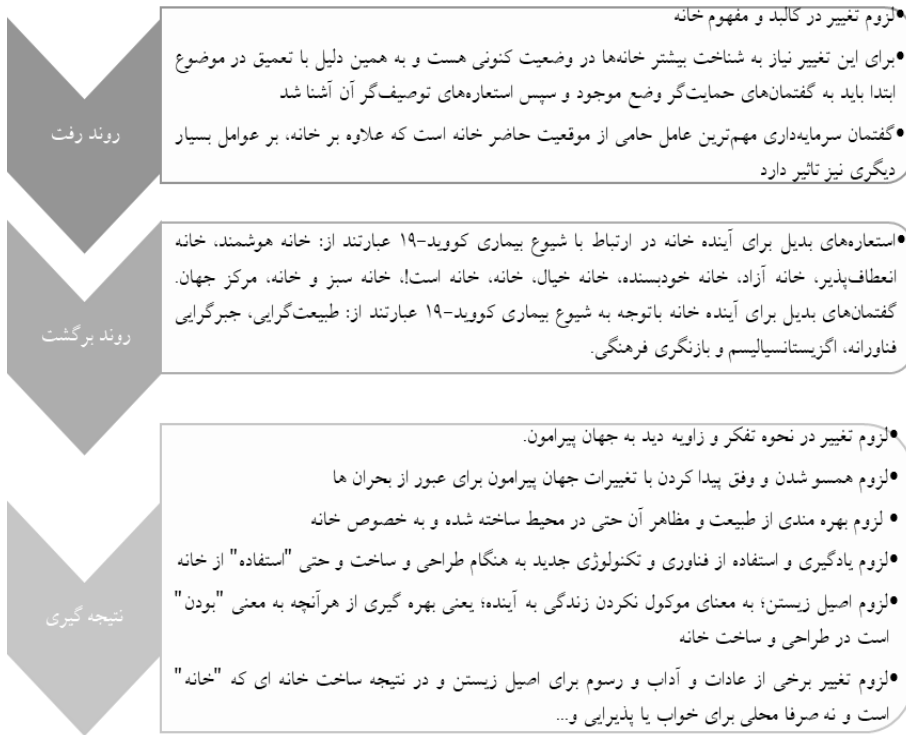 •لزوم تغییر در کالبد و مفهوم خانه
•برای این تغییر نیاز به شناخت بیشتر خانه‌ها در وضعیت کنونی هست و به همین دلیل با تعمیق در موضوع
ابتدا باید به گفتمان‌های حمایت‌گر وضع موجود و سپس استعاره‌های توصیف‌گر آن آشنا شد
•گفتمان سرمایه‌داری مهم‌ترین عامل حامی از موقعیت حاضر خانه است که علاوه بر خانه، بر عوامل بسیار
دیگری نیز تاثیر دارد
روند رفت
•استعاره‌های بدیل برای آینده خانه در ارتباط با شیوع بیماری کووید-۱۹ عبارتند از: خانه هوشمند، خانه
انعطاف‌پذیر، خانه آزاد، خانه خودبسنده، خانه خیال، خانه، خانه است!، خانه سبز و خانه، مرکز جهان.
گفتمان‌های بدیل برای آینده خانه باتوجه به شیوع بیماری کووید-۱۹ عبارتند از: طبیعت‌گرایی، جبرگرایی
فناورانه، اگزیستانسیالیسم و بازنگری فرهنگی.
روند برگشت
•لزوم تغییر در نحوه تفکر و زاویه دید به جهان پیرامون.
•لزوم همسو شدن و وفق پیدا کردن با تغییرات جهان پیرامون برای عبور از بحران ها
• لزوم بهره مندی از طبیعت و مظاهر آن حتی در محیط ساخته شده و به خصوص خانه
•لزوم یادگیری و استفاده از فناوری و تکنولوژی جدید به هنگام طراحی و ساخت و حتی "استفاده" از خانه
•لزوم اصیل زیستن؛ به معنای موکول نکردن زندگی به آینده؛ یعنی بهره گیری از هرآنچه به معنی "بودن"
است در طراحی و ساخت خانه
•لزوم تغییر برخی از عادات و آداب و رسوم برای اصیل زیستن و در نتیجه ساخت خانه ای که "خانه"
است و نه صرفا محلی برای خواب یا پذیرایی و...
نتیجه گیری